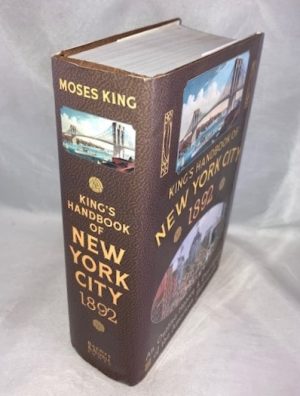 MOSES KING
KING'S
HANDBOOK
OF
NEW
YORK
CITY
1892
KING'S HANDBOOK OF
NEW YORK CITY
1892